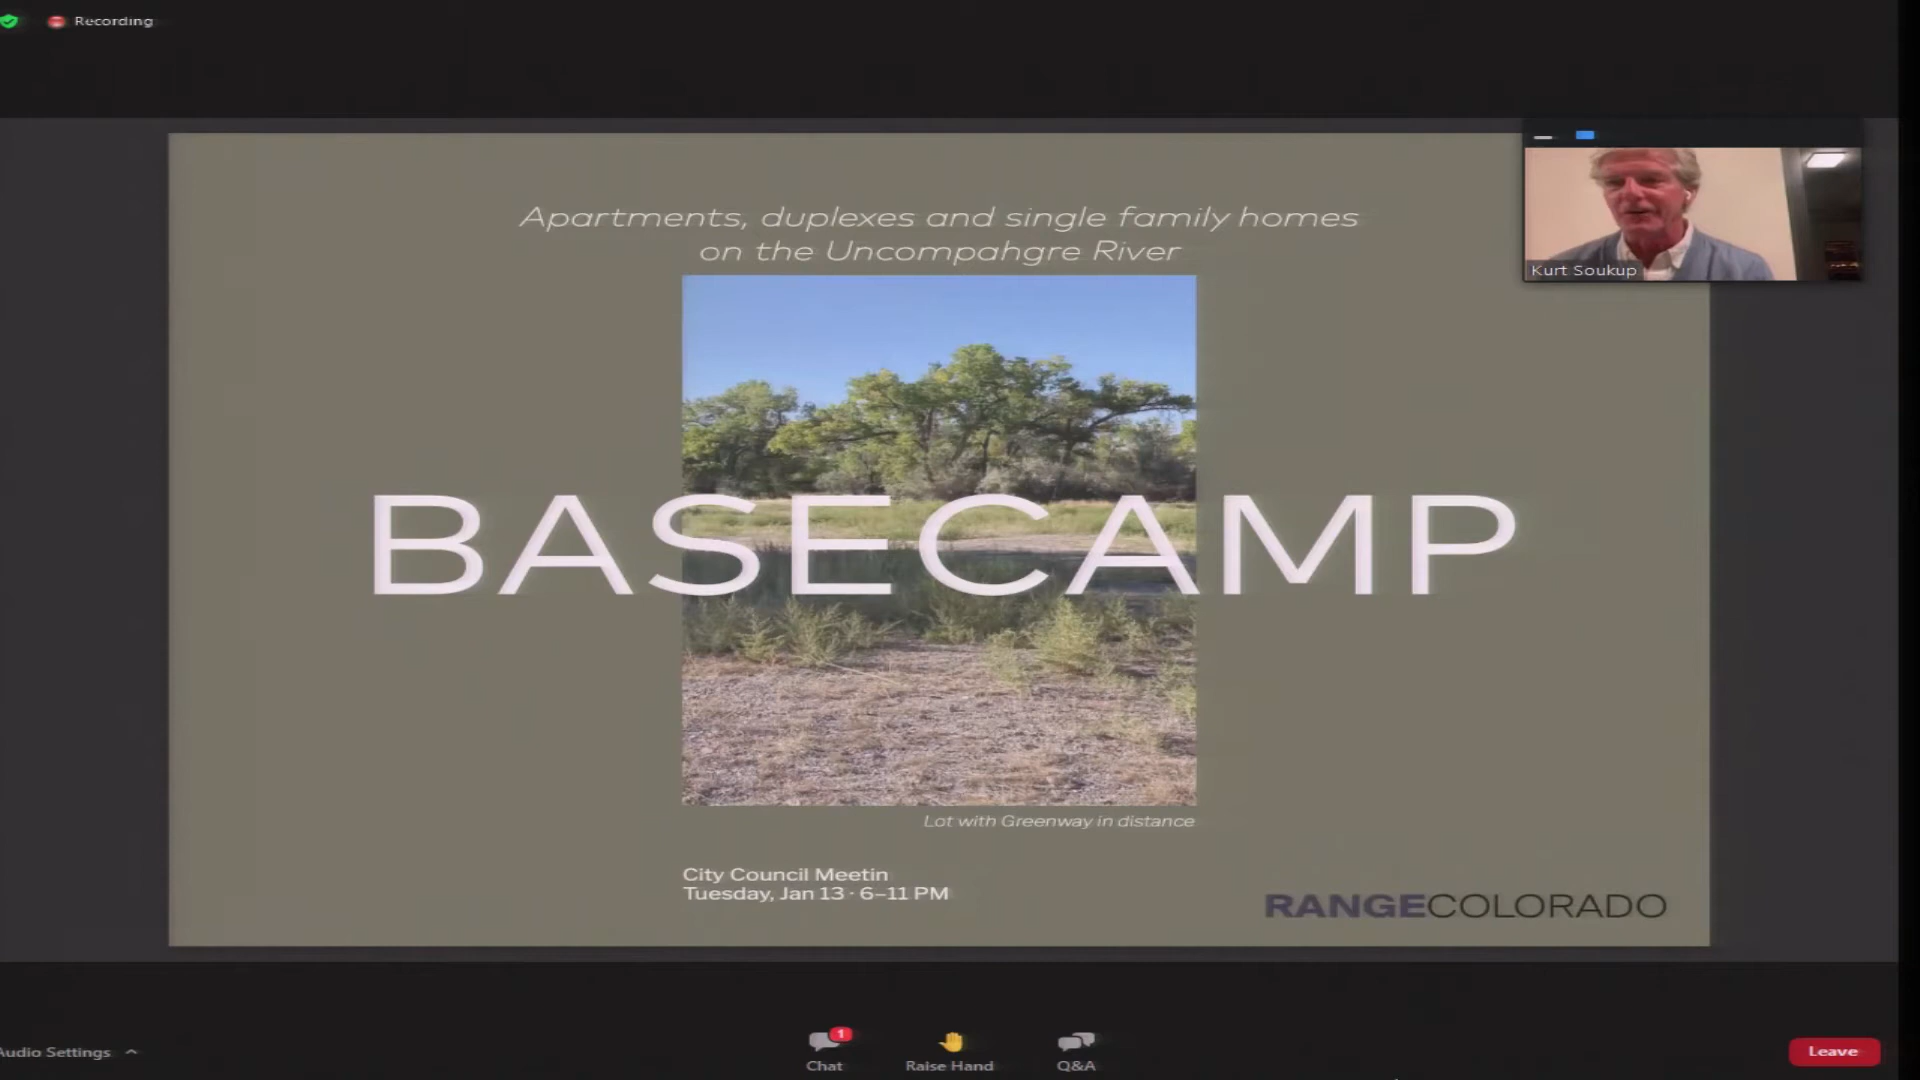 Recording
Apartments, duplexes and single family homes
on the Uncompahgre River
Kurt Soukup
BASECAMP
Lot with Greenway in distance
City Council Meetin
Tuesday, Jan 13 · 6–11 PM
RANGECOLORADO
Audio Settings
Chat
1
Raise Hand
Q&A
Leave